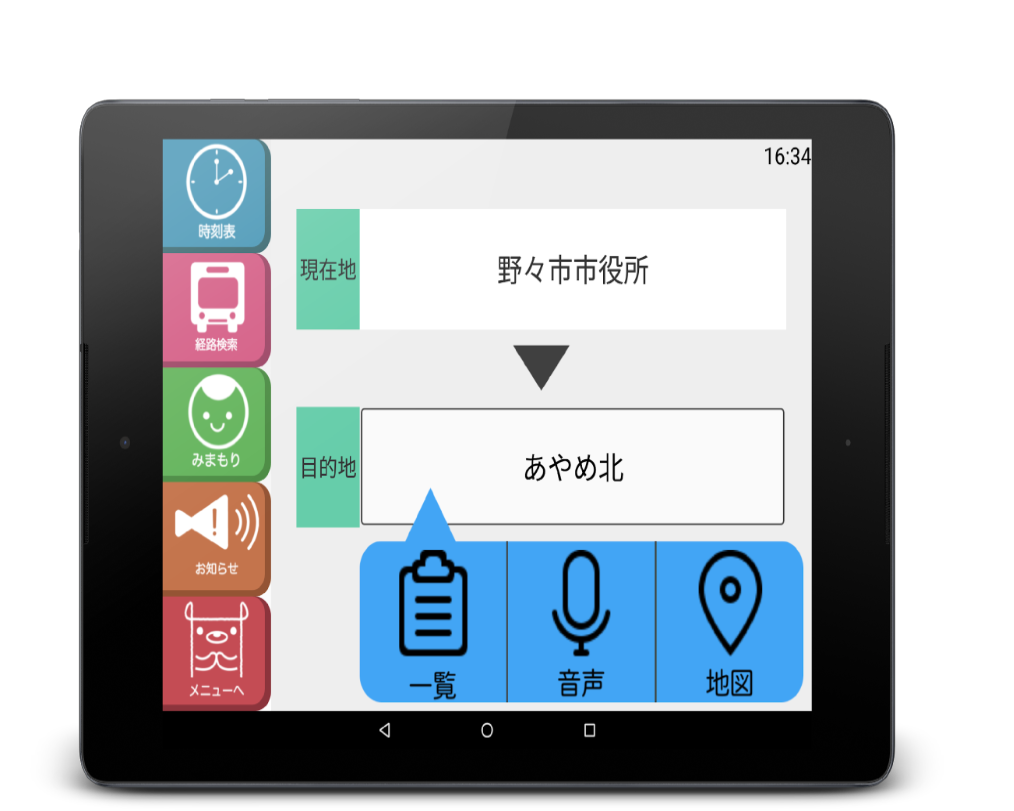 16:34
時刻表
経路検索
みまもり
お知らせ
メニューへ
現在地
野々市市役所
目的地
あやめ北
一覧
音声
地図